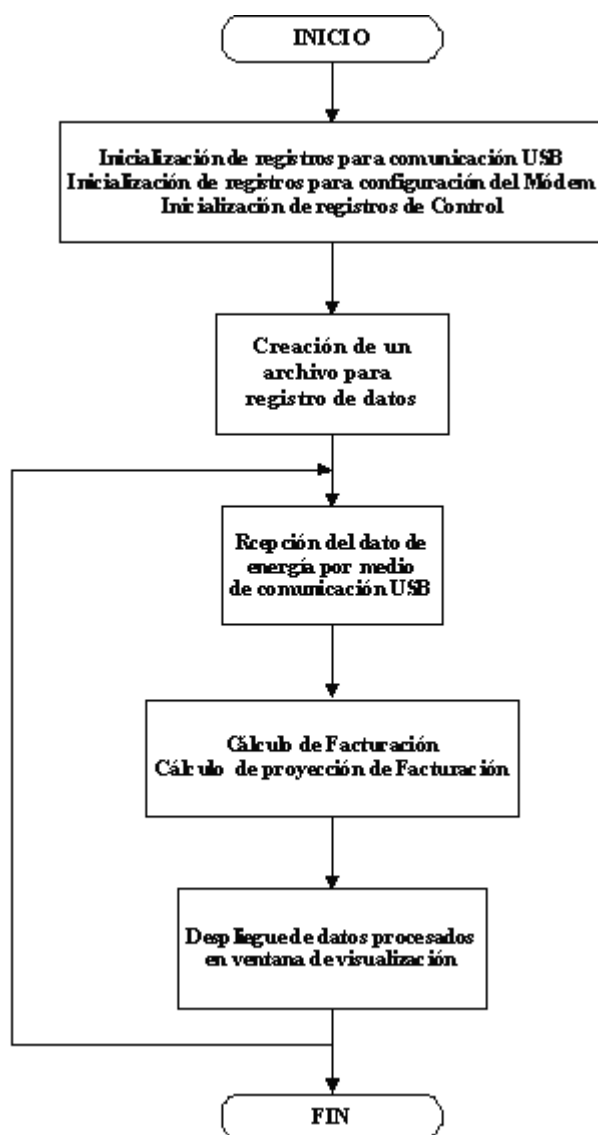 INICIO
Inicialización de registros para comunicación USB
Inicialización de registros para configuración del Módem
Inicialización de registros de Control
Creación de un
archivo para
registro de datos
Rcepción del dato de
energía por medio
de comunicación USB
Cálculo de Facturación
Cálculo de proyección de Facturación
Despliegue de datos procesados
en ventana de visualización
FIN